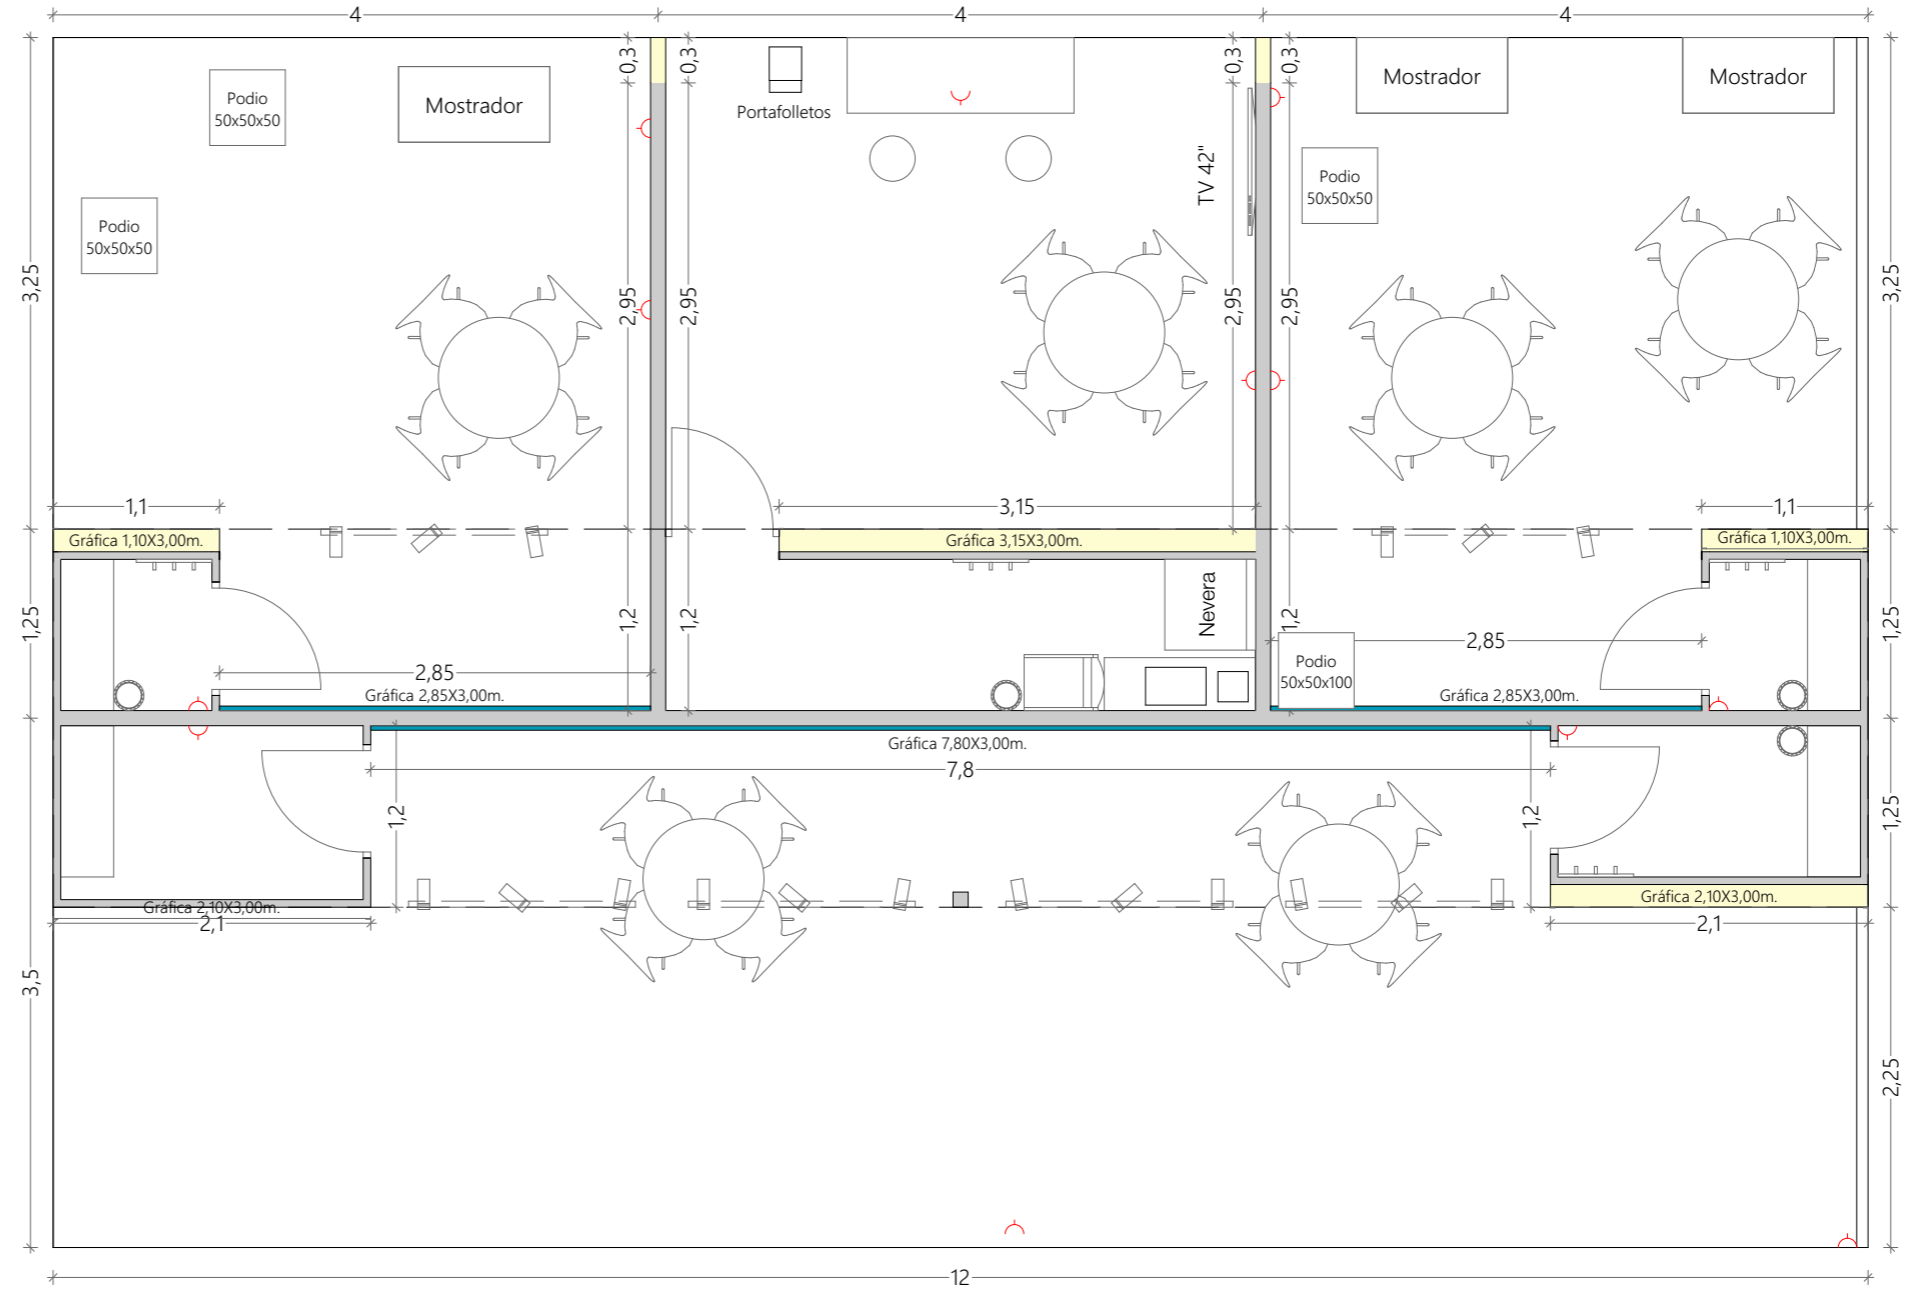 4
4
4
0,3
0,3
0,3
0,3
Podio
50x50x50
Mostrador
Portafolletos
Mostrador
Mostrador
TV 42"
Podio
50x50x50
Podio
50x50x50
3,25
2,95
2,95
2,95
2,95
3,25
1,1
3,15
1,1
Gráfica 1,10X3,00m.
Gráfica 3,15X3,00m.
Gráfica 1,10X3,00m.
1,25
1,2
1,2
Nevera
1,2
1,25
2,85
2,85
Podio
50x50x100
Gráfica 2,85X3,00m.
Gráfica 2,85X3,00m.
Gráfica 7,80X3,00m.
7,8
1,2
1,2
1,25
Gráfica 2,10X3,00m.
2,1
Gráfica 2,10X3,00m.
2,1
3,5
2,25
12